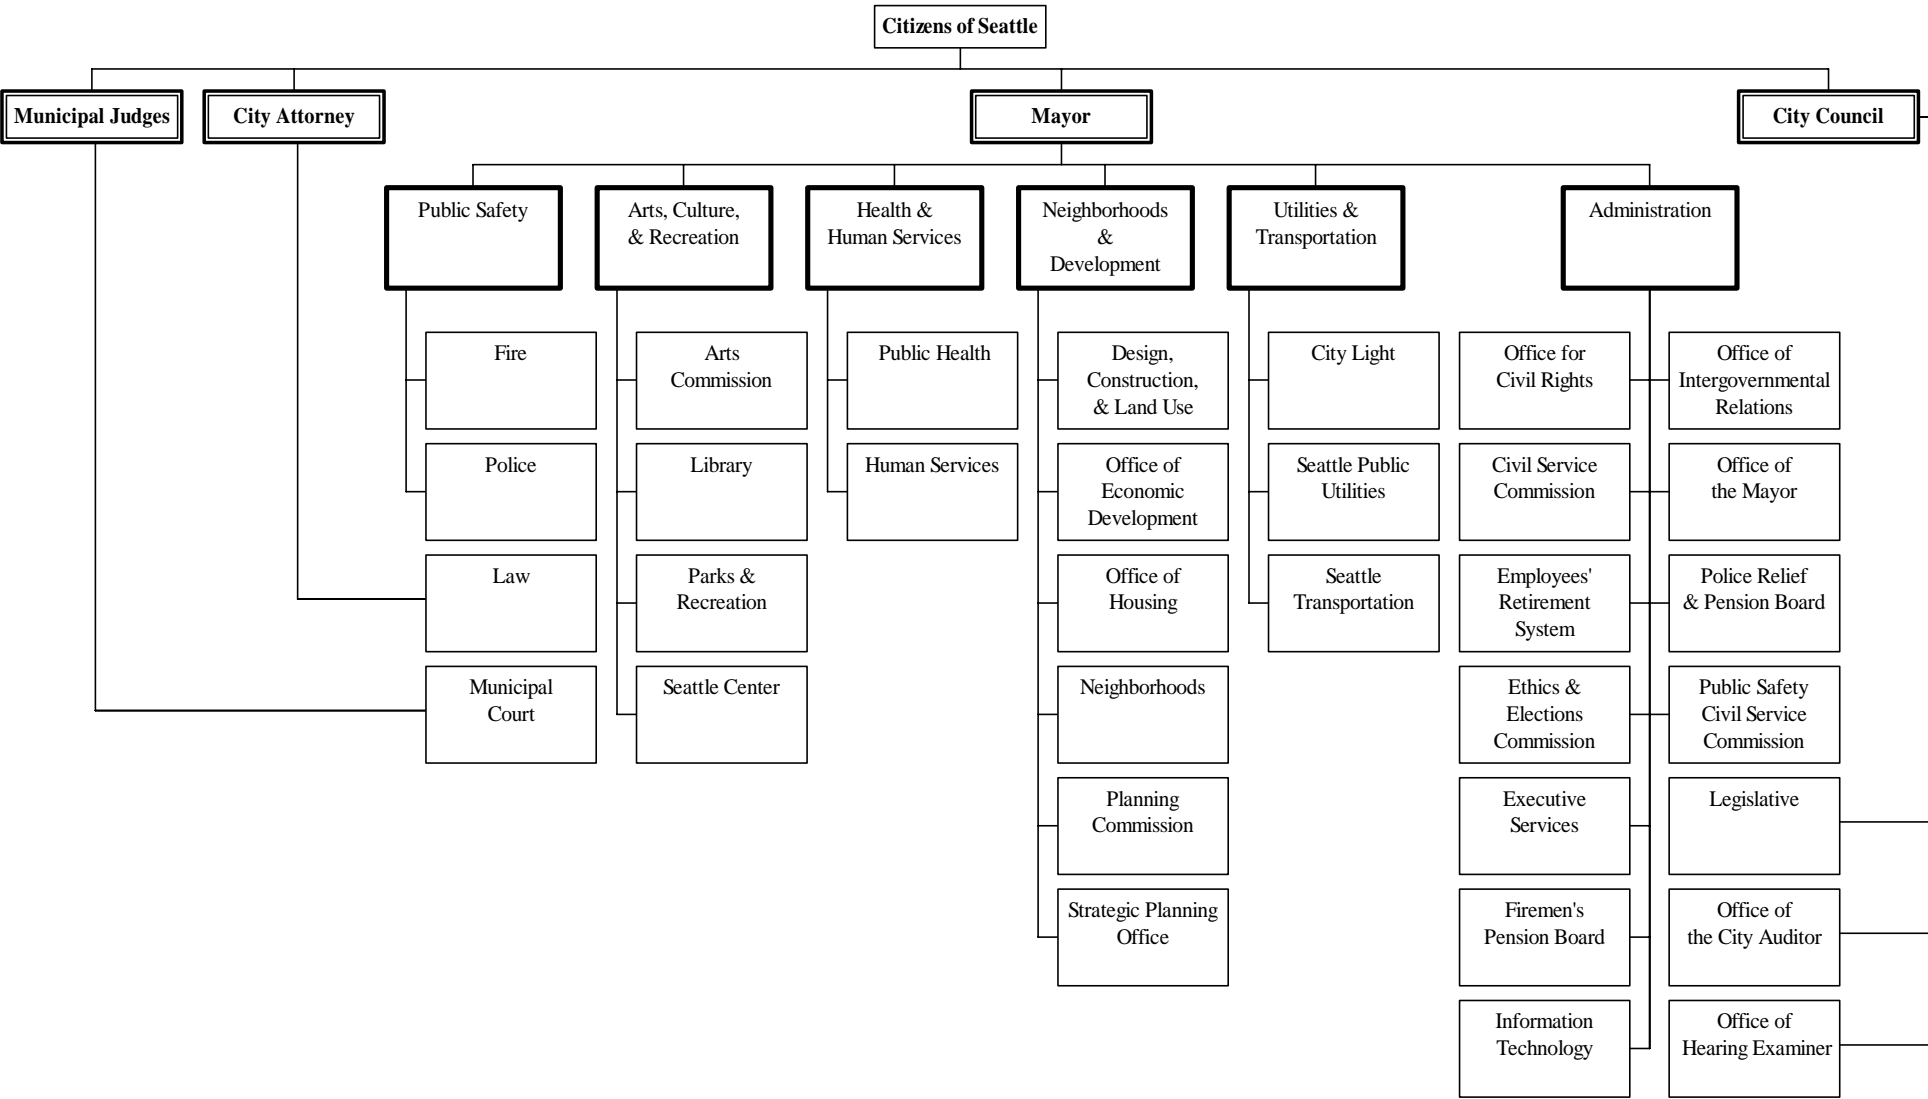 Citizens of Seattle
Municipal Judges
City Attorney
Mayor
City Council
Public Safety
Arts, Culture,
& Recreation
Health &
Human Services
Neighborhoods
&
Development
Utilities &
Transportation
Administration
Fire
Arts
Commission
Public Health
Design,
Construction,
& Land Use
City Light
Office for
Civil Rights
Office of
Intergovernmental
Relations
Police
Library
Human Services
Office of
Economic
Development
Seattle Public
Utilities
Civil Service
Commission
Office of
the Mayor
Law
Parks &
Recreation
Office of
Housing
Seattle
Transportation
Employees'
Retirement
System
Police Relief
& Pension Board
Municipal
Court
Seattle Center
Neighborhoods
Ethics &
Elections
Commission
Public Safety
Civil Service
Commission
Planning
Commission
Executive
Services
Legislative
Strategic Planning
Office
Firemen's
Pension Board
Office of
the City Auditor
Information
Technology
Office of
Hearing Examiner